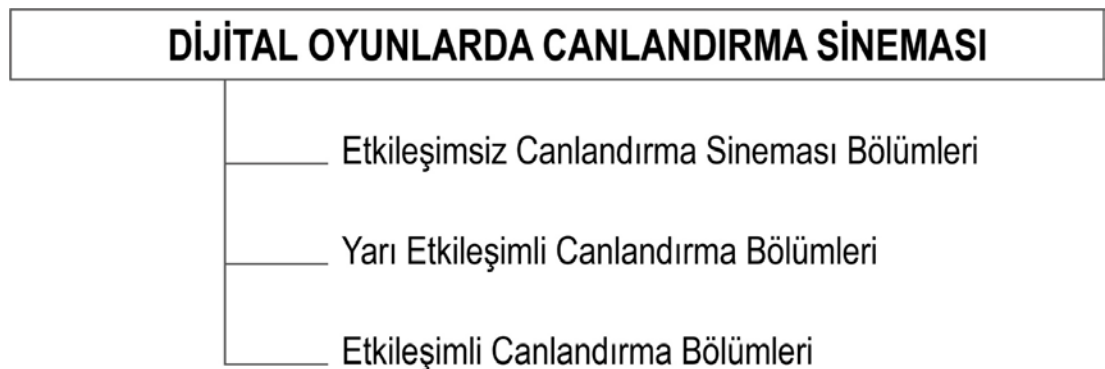 DİJİTAL OYUNLARDA CANLANDIRMA SİNEMASI
Etkileşimsiz Canlandırma Sineması Bölümleri
Yarı Etkileşimli Canlandırma Bölümleri
Etkileşimli Canlandırma Bölümleri